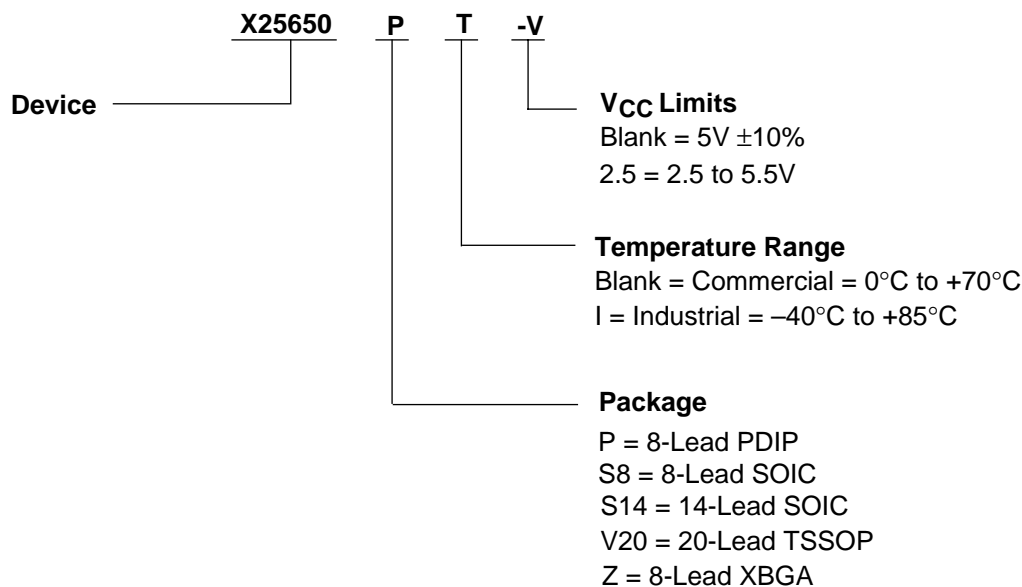 X25650 P T -V
Device
VCC Limits
Blank = 5V ±10%
2.5 = 2.5 to 5.5V
Temperature Range
Blank = Commercial = 0°C to +70°C
I = Industrial = –40°C to +85°C
Package
P = 8-Lead PDIP
S8 = 8-Lead SOIC
S14 = 14-Lead SOIC
V20 = 20-Lead TSSOP
Z = 8-Lead XBGA